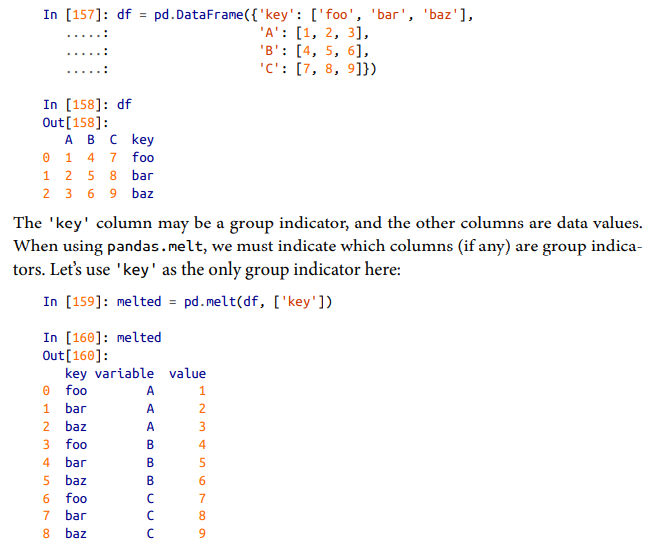 In [157]: df = pd.DataFrame({'key': ['foo', 'bar', 'baz'],
.....:                    'A': [1, 2, 3],
.....:                    'B': [4, 5, 6],
.....:                    'C': [7, 8, 9]})
In [158]: df
Out[158]:
A B C key
0 1 4 7 foo
1 2 5 8 bar
2 3 6 9 baz
The 'key' column may be a group indicator, and the other columns are data values.
When using pandas.melt, we must indicate which columns (if any) are group indica-
tors. Let’s use 'key' as the only group indicator here:
In [159]: melted = pd.melt(df, ['key'])
In [160]: melted
Out[160]:
key variable value
0 foo A 1
1 bar A 2
2 baz A 3
3 foo B 4
4 bar B 5
5 baz B 6
6 foo C 7
7 bar C 8
8 baz C 9